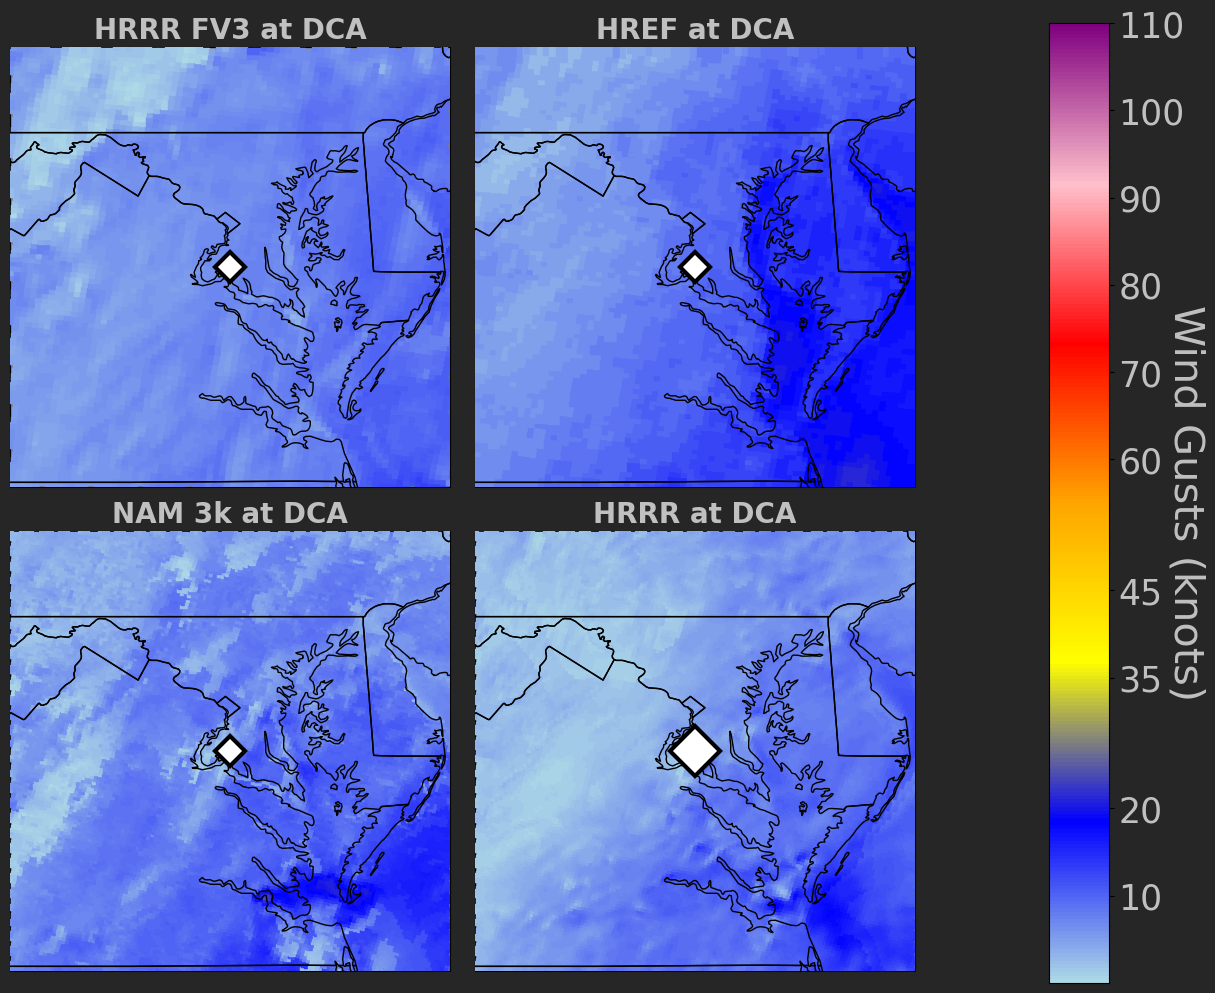 HRRR FV3 at DCA
HREF at DCA
NAM 3k at DCA
HRRR at DCA
110
100
90
80
70
60
45
35
20
10
Wind Gusts (knots)